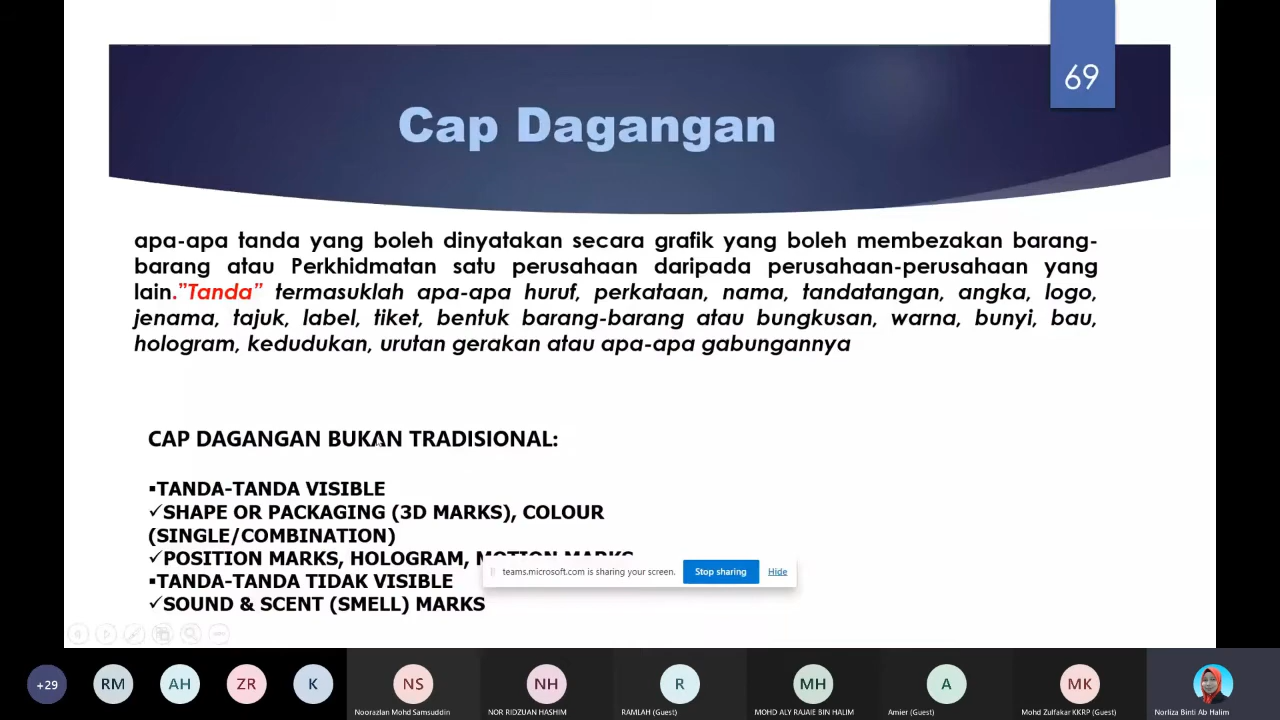 69
Cap Dagangan
apa-apa tanda yang boleh dinyatakan secara grafik yang boleh membezakan barang-
barang atau Perkhidmatan satu perusahaan daripada perusahaan-perusahaan yang
lain."Tanda" termasuklah apa-apa huruf, perkataan, nama, tandatangan, angka, logo,
jenama, tajuk, label, tiket, bentuk barang-barang atau bungkusan, warna, bunyi, bau,
hologram, kedudukan, urutan gerakan atau apa-apa gabungannya
CAP DAGANGAN BUKAN TRADISIONAL:
▪TANDA-TANDA VISIBLE
✓SHAPE OR PACKAGING (3D MARKS), COLOUR
(SINGLE/COMBINATION)
✓POSITION MARKS, HOLOGRAM, MOTION MARKS
teams.microsoft.com is sharing your screen. Stop sharing Hide
▪TANDA-TANDA TIDAK VISIBLE
✓SOUND & SCENT (SMELL) MARKS
+29 RM AH ZR K NS NH R MH A MK
Noorazlan Mohd Samsuddin NOR RIDZUAN HASHIM RAMLAH (Guest) MOHD ALY RAJAIE BIN HALIM Amier (Guest) Mohd Zulfakar KKRP (Guest) Norliza Binti Ab Halim